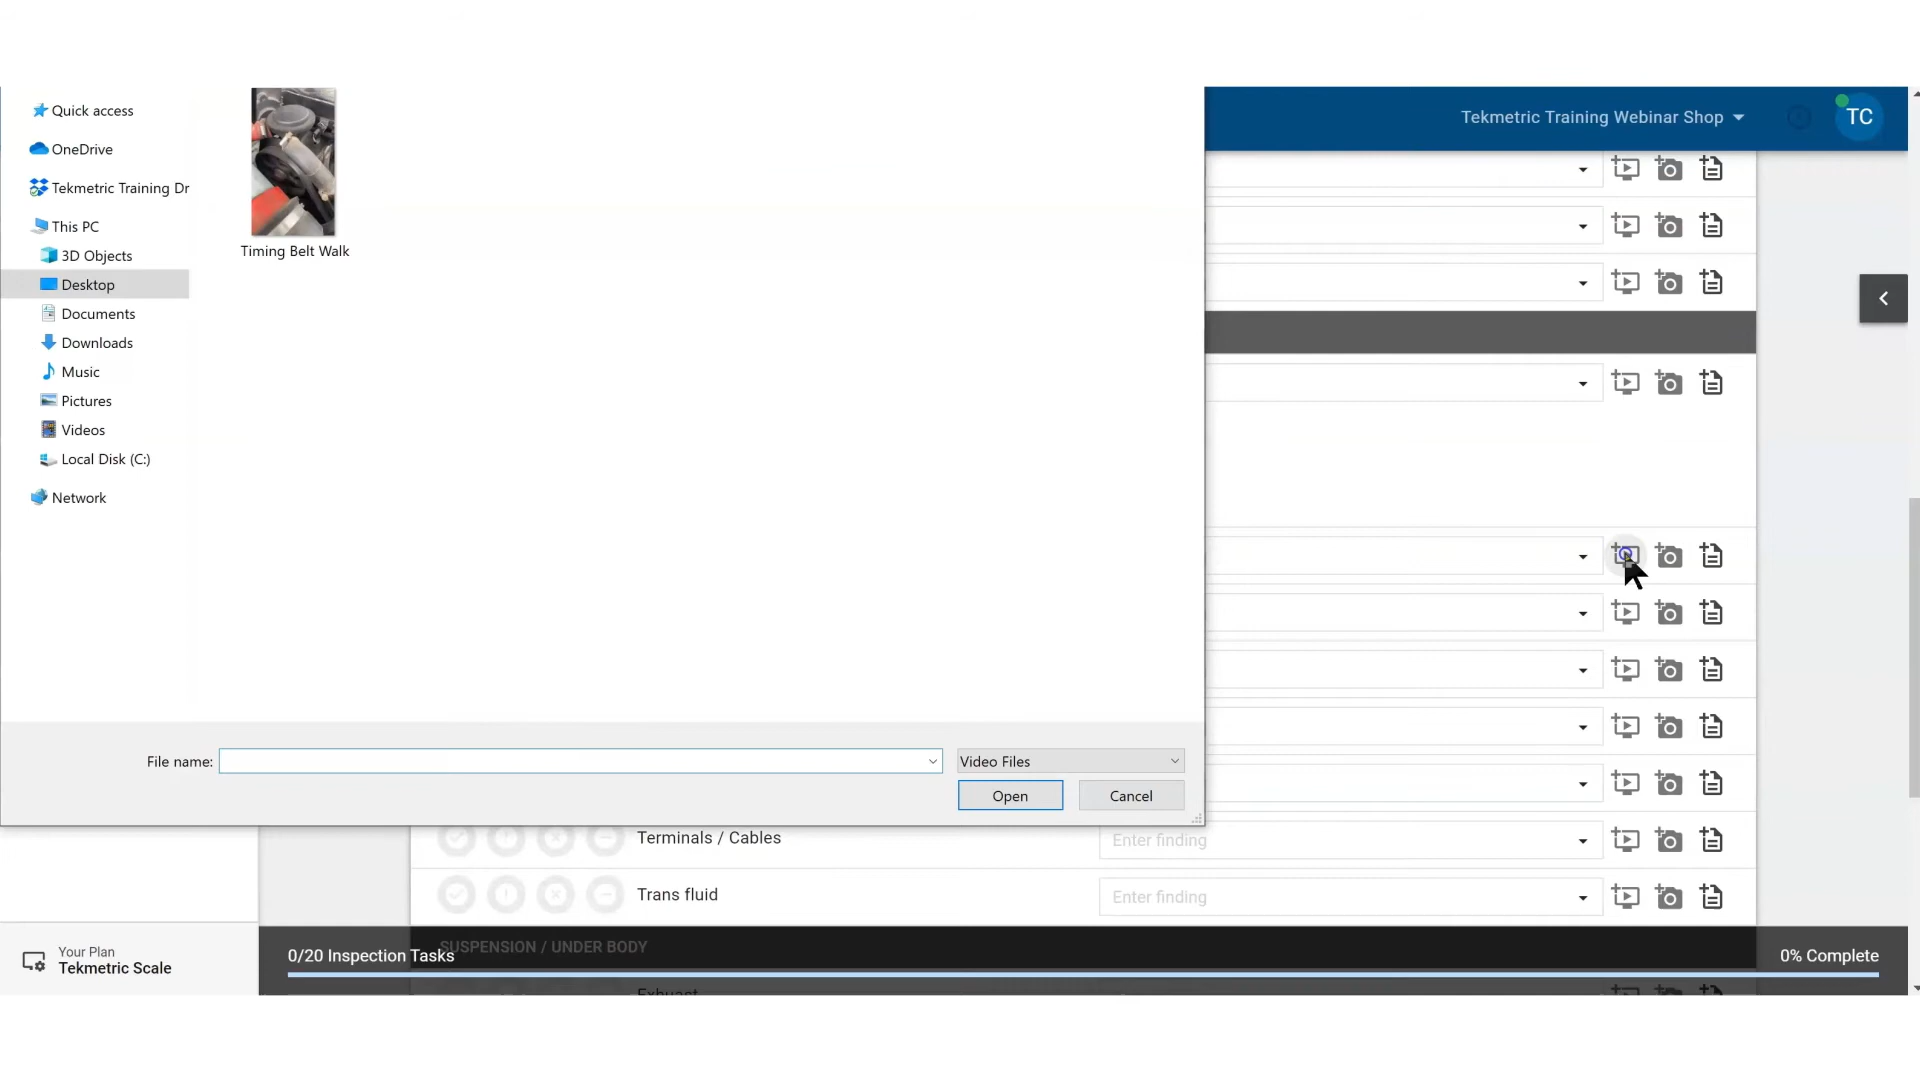 Quick access
OneDrive
Tekmetric Training Dr
This PC
3D Objects
Desktop
Documents
Downloads
Music
Pictures
Videos
Local Disk (C:)
Network
Timing Belt Walk
File name:
Video Files
Open
Cancel
Tekmetric Training Webinar Shop
TC
Terminals / Cables
Enter finding
Trans fluid
Enter finding
SUSPENSION / UNDER BODY
0/20 Inspection Tasks
0% Complete
Exhuast
Your Plan
Tekmetric Scale